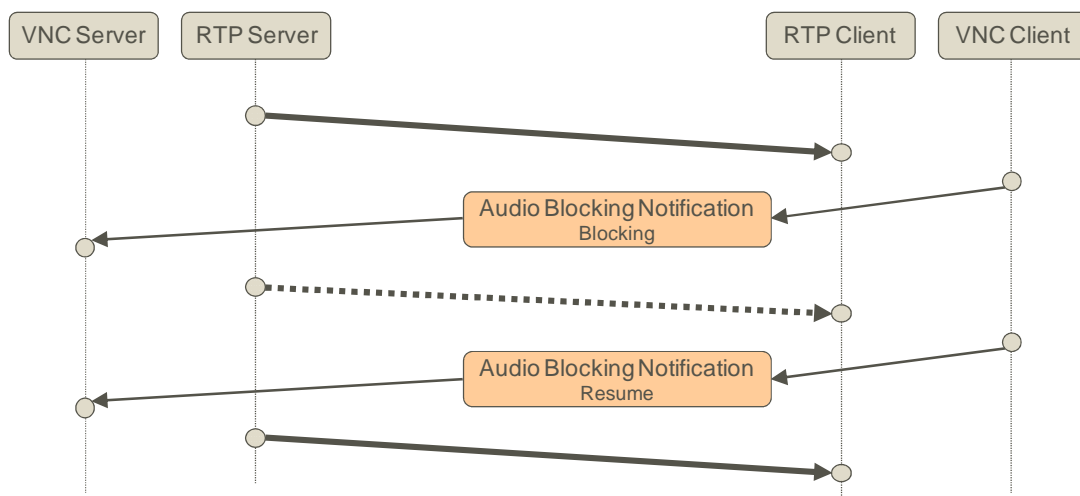 VNC Server
RTP Server
RTP Client
VNC Client
Audio Blocking Notification
Blocking
Audio Blocking Notification
Resume